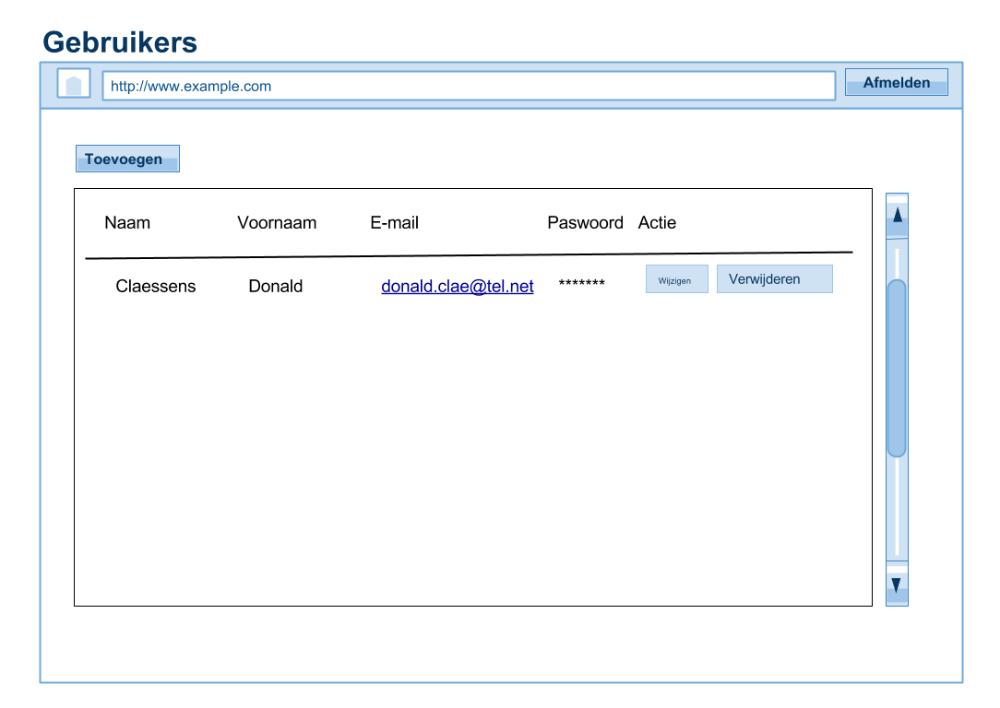 Gebruikers
http://www.example.com
Afmelden
Toevoegen
Naam Voornaam E-mail Paswoord Actie
Claessens Donald donald.clae@tel.net ******* Wijzigen Verwijderen